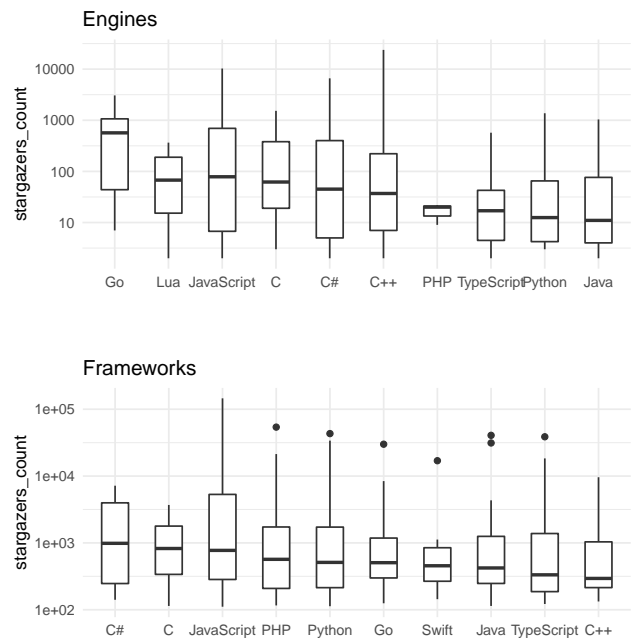 Engines
stargazers_count
10000
1000
100
10
Go Lua JavaScript C C# C++ PHP TypeScript Python Java
Frameworks
stargazers_count
1e+05
1e+04
1e+03
1e+02
C# C JavaScript PHP Python Go Swift Java TypeScript C++